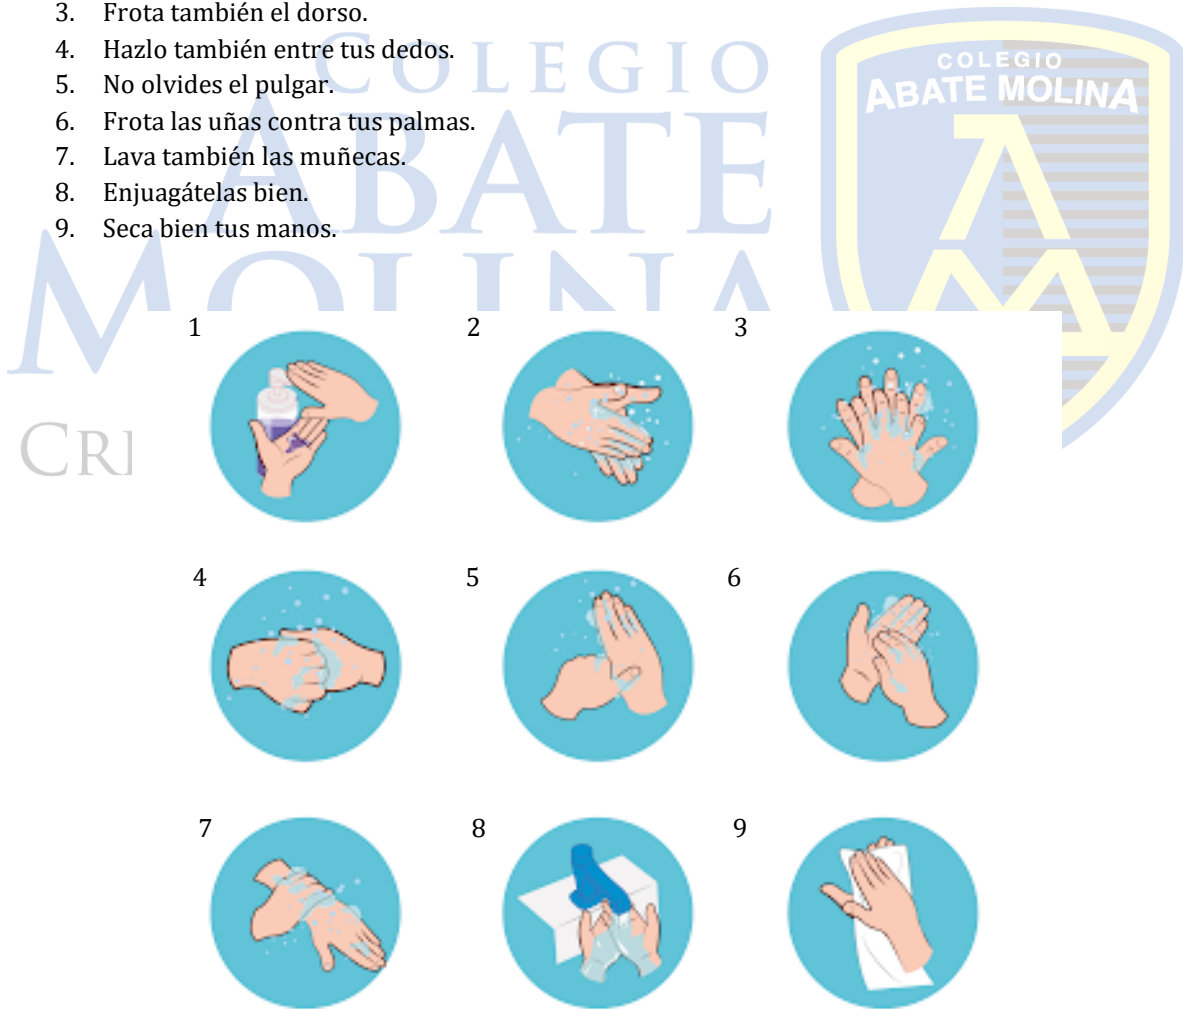 3. Frota también el dorso.
4. Hazlo también entre tus dedos.
5. No olvides el pulgar.
6. Frota las uñas contra tus palmas.
7. Lava también las muñecas.
8. Enjuagátelas bien.
9. Seca bien tus manos.
COLEGIO
ABATE
MOLINA
COLEGIO
ABATE MOLINA
1 2 3
4 5 6
7 8 9